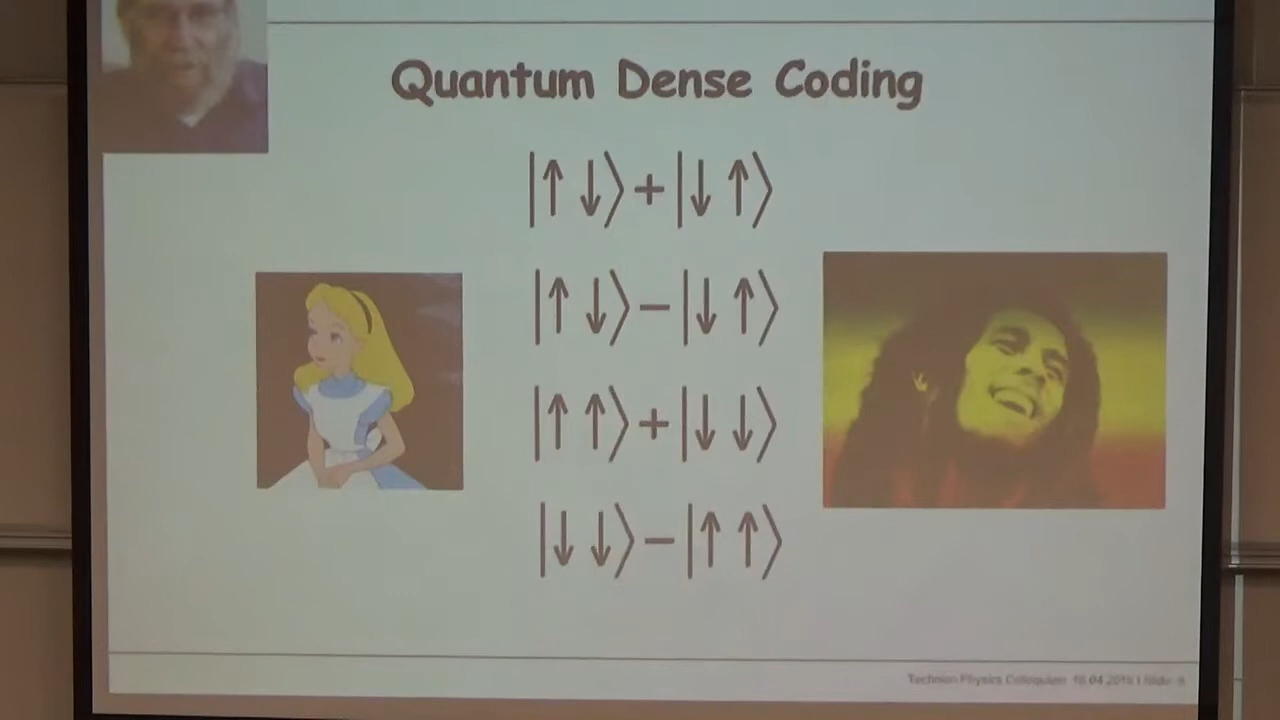 Quantum Dense Coding
|↑ ↓⟩+|↓ ↑⟩
|↑ ↓⟩−|↓ ↑⟩
|↑ ↑⟩+|↓ ↓⟩
|↓ ↓⟩−|↑ ↑⟩
Technion Physics Colloquium